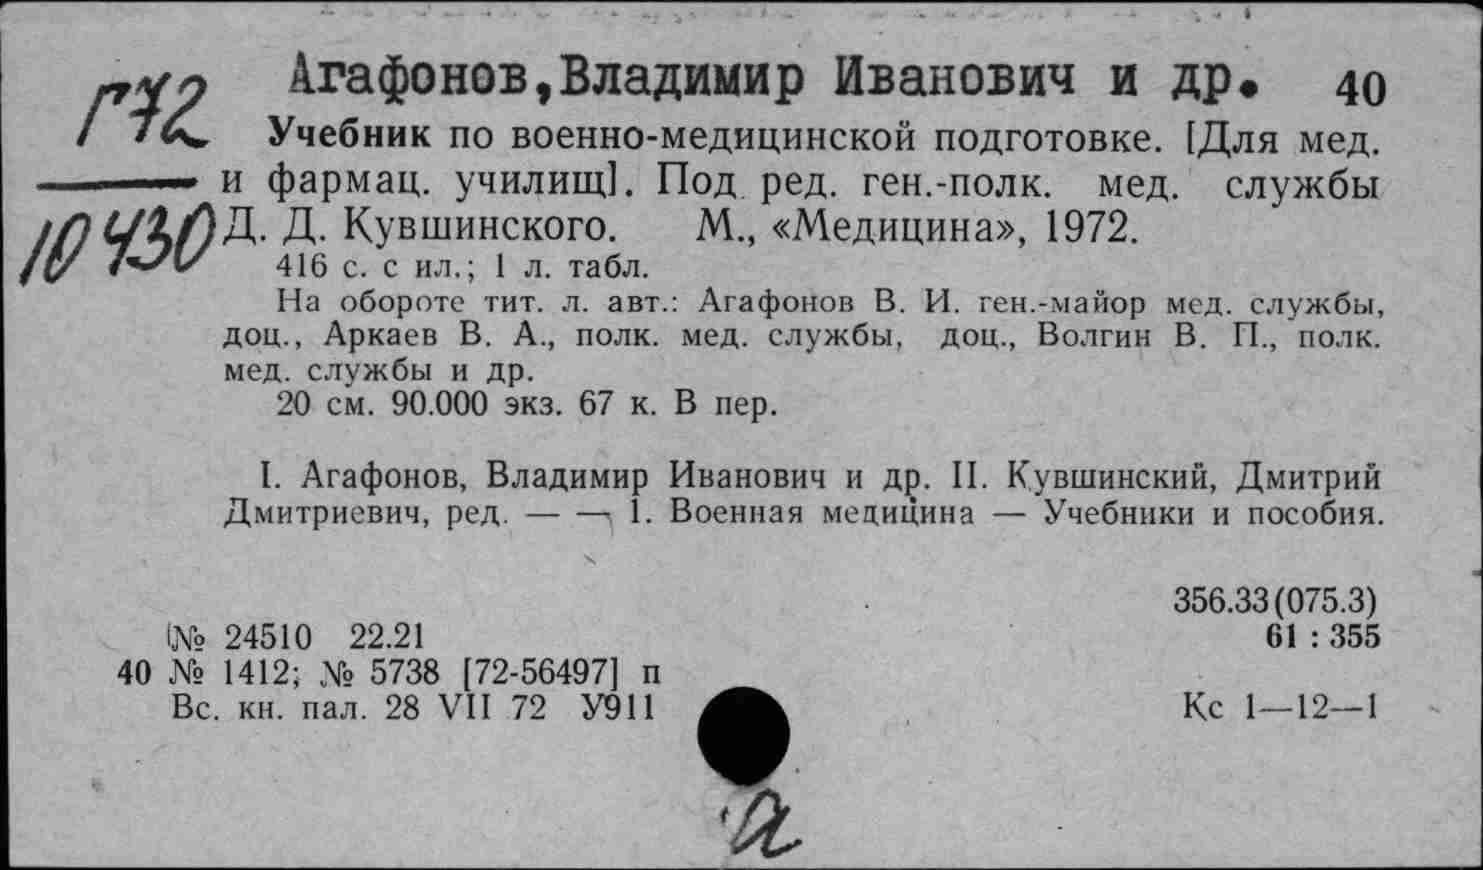 Агафонов,Владимир Иванович и др. 40
Г72
10430
Учебник по военно-медицинской подготовке. [Для мед.
и фармац. училищ]. Под ред. ген.-полк. мед. службы
Д. Д. Кувшинского. М., «Медицина», 1972.
416 с. с ил.; 1 л. табл.
На обороте тит. л. авт.: Агафонов В. И. ген.-майор мед. службы,
доц., Аркаев В. А., полк. мед. службы, доц., Волгин В. П., полк.
мед. службы и др.
20 см. 90.000 экз. 67 к. В пер.
I. Агафонов, Владимир Иванович и др. II. Кувшинский, Дмитрий
Дмитриевич, ред. — — 1. Военная медицина — Учебники и пособия.
356.33(075.3)
№ 24510 22.21 61 : 355
40 № 1412; № 5738 [72-56497] п
Вс. кн. пал. 28 VII 72 У911 Кс 1—12—1